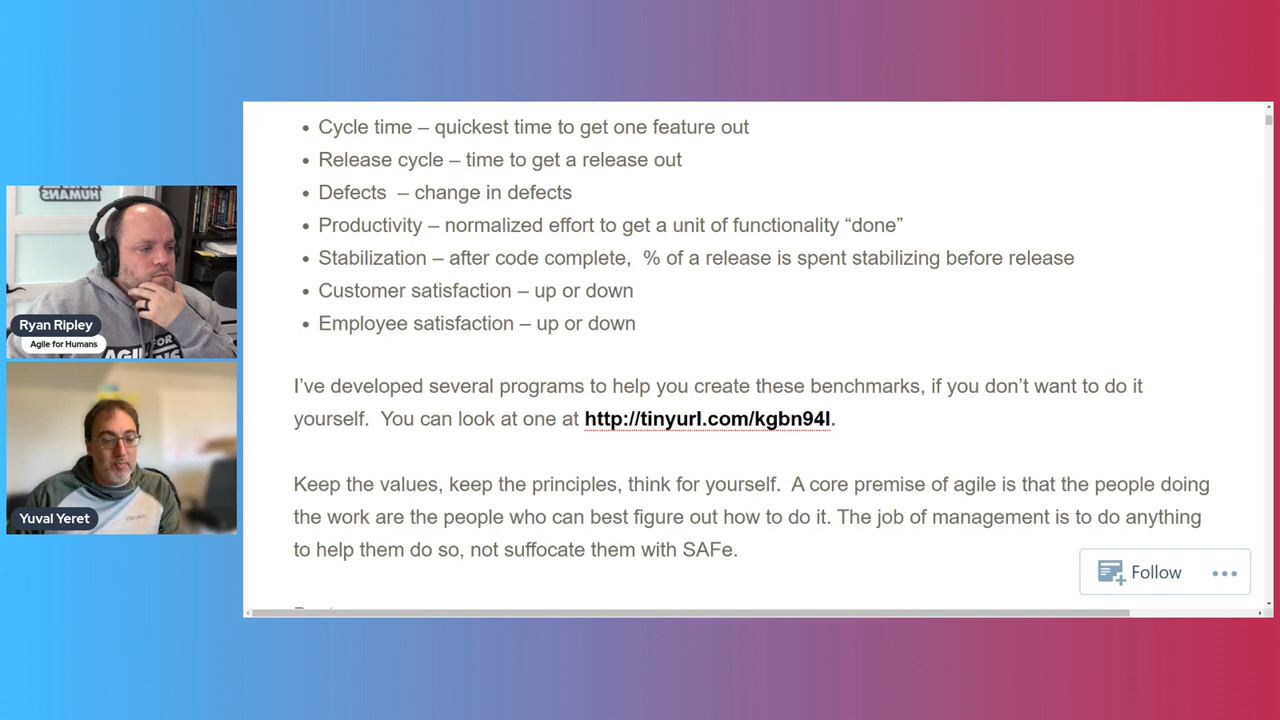 Cycle time – quickest time to get one feature out
Release cycle – time to get a release out
Defects – change in defects
Productivity – normalized effort to get a unit of functionality “done”
Stabilization – after code complete, % of a release is spent stabilizing before release
Customer satisfaction – up or down
Employee satisfaction – up or down
I’ve developed several programs to help you create these benchmarks, if you don’t want to do it
yourself. You can look at one at http://tinyurl.com/kgbn94l.
Keep the values, keep the principles, think for yourself. A core premise of agile is that the people doing
the work are the people who can best figure out how to do it. The job of management is to do anything
to help them do so, not suffocate them with SAFe.
Follow
HUMANS
Ryan Ripley
Agile for Humans
FOR
Yuval Yeret